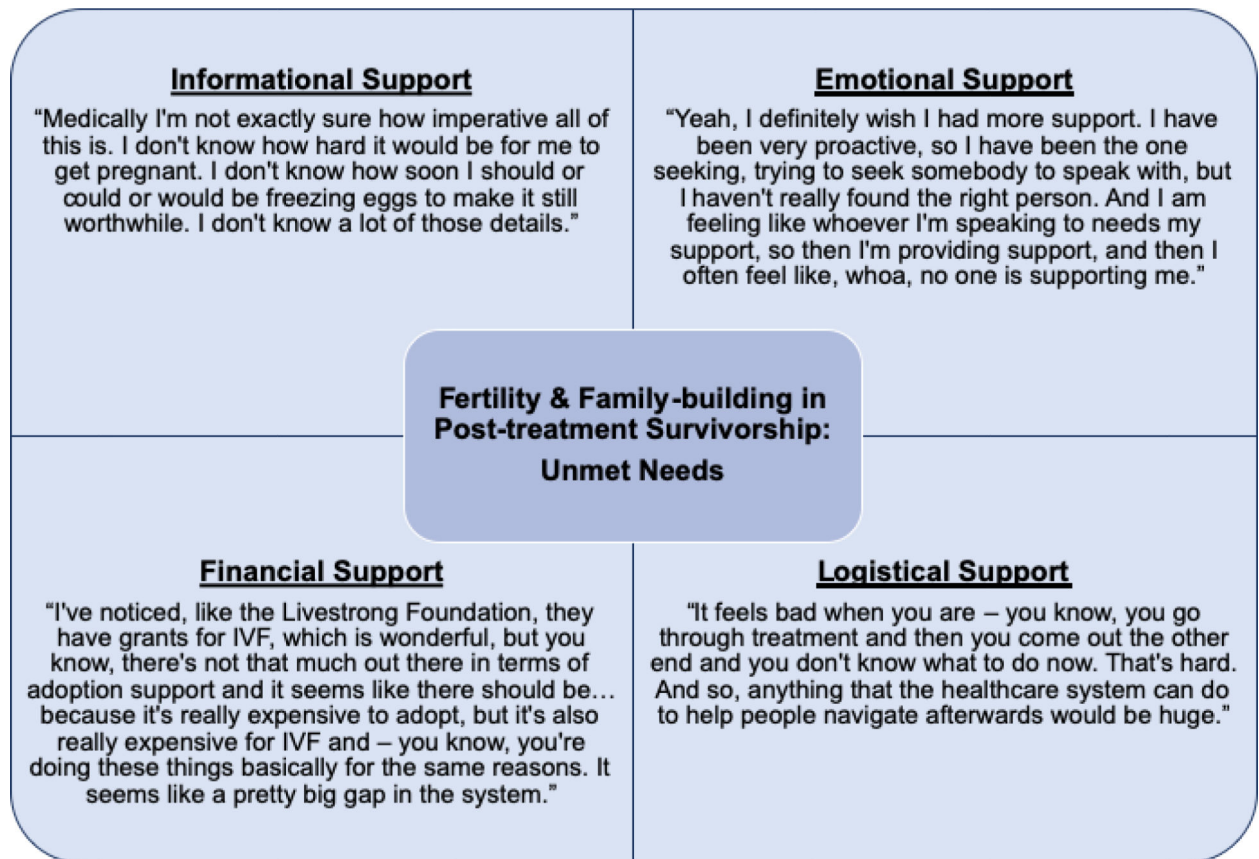 Informational Support
“Medically I'm not exactly sure how imperative all of
this is. I don't know how hard it would be for me to
get pregnant. I don't know how soon I should or
could or would be freezing eggs to make it still
worthwhile. I don't know a lot of those details.”
Emotional Support
“Yeah, I definitely wish I had more support. I have
been very proactive, so I have been the one
seeking, trying to seek somebody to speak with, but
I haven't really found the right person. And I am
feeling like whoever I'm speaking to needs my
support, so then I'm providing support, and then I
often feel like, whoa, no one is supporting me.”
Fertility & Family-building in
Post-treatment Survivorship:
Unmet Needs
Financial Support
“I've noticed, like the Livestrong Foundation, they
have grants for IVF, which is wonderful, but you
know, there's not that much out there in terms of
adoption support and it seems like there should be…
because it's really expensive to adopt, but it's also
really expensive for IVF and – you know, you're
doing these things basically for the same reasons. It
seems like a pretty big gap in the system.”
Logistical Support
“It feels bad when you are – you know, you go
through treatment and then you come out the other
end and you don't know what to do now. That's hard.
And so, anything that the healthcare system can do
to help people navigate afterwards would be huge.”